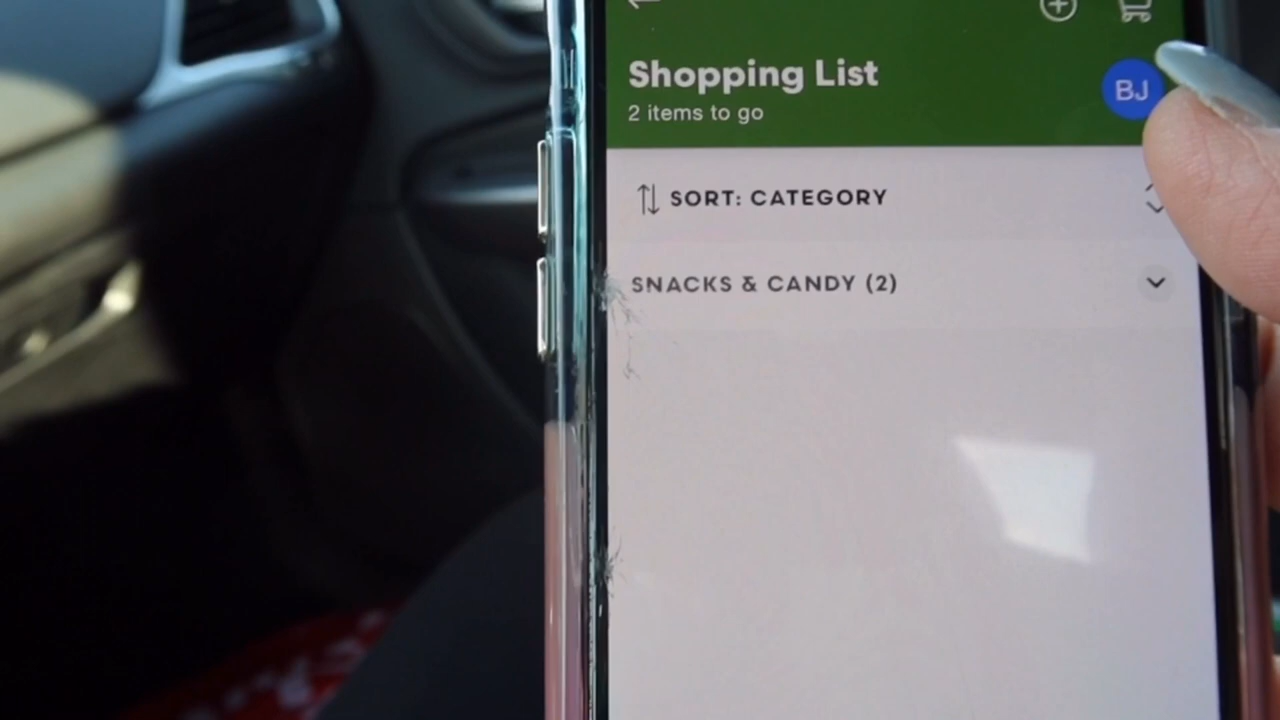 Shopping List
2 items to go
BJ
SORT: CATEGORY
SNACKS & CANDY (2)